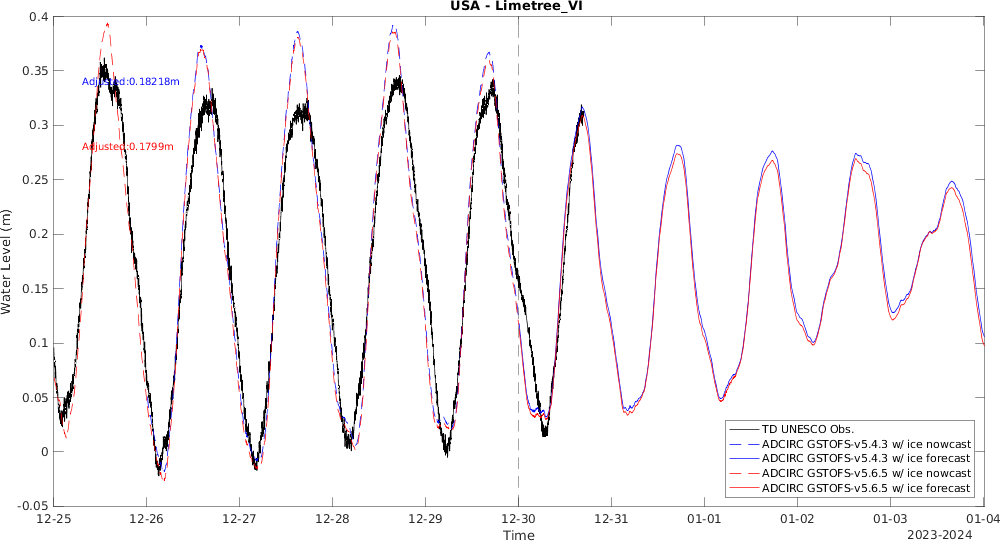 USA - Limetree_VI
0.4
0.35
0.3
0.25
0.2
0.15
0.1
0.05
0
-0.05
Water Level (m)
Adjusted:0.18218m
Adjusted:0.1799m
TD UNESCO Obs.
ADCIRC GSTOFS-v5.4.3 w/ ice nowcast
ADCIRC GSTOFS-v5.4.3 w/ ice forecast
ADCIRC GSTOFS-v5.6.5 w/ ice nowcast
ADCIRC GSTOFS-v5.6.5 w/ ice forecast
12-25 12-26 12-27 12-28 12-29 12-30 12-31 01-01 01-02 01-03 01-04
Time
2023-2024